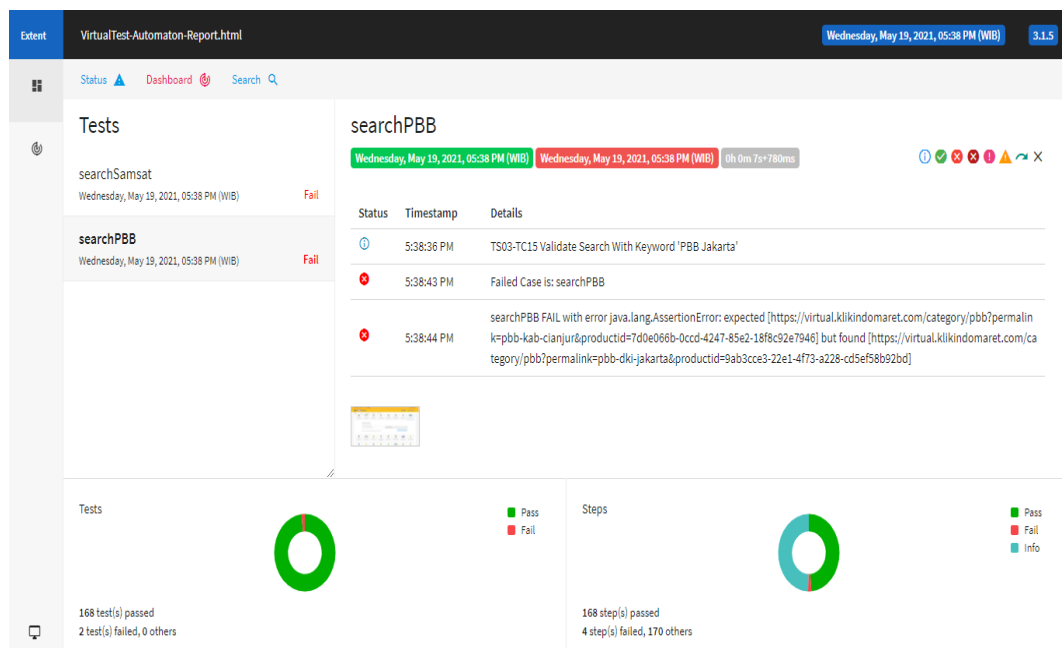 Extent
VirtualTest-Automaton-Report.html
Wednesday, May 19, 2021, 05:38 PM (WIB)
3.1.5
Status
Dashboard
Search
Tests
searchSamsat
Wednesday, May 19, 2021, 05:38 PM (WIB)
Fail
searchPBB
Wednesday, May 19, 2021, 05:38 PM (WIB)
Fail
searchPBB
Wednesday, May 19, 2021, 05:38 PM (WIB)
Wednesday, May 19, 2021, 05:38 PM (WIB)
0h 0m 7s+780ms
Status Timestamp Details
5:38:36 PM TS03-TC15 Validate Search With Keyword 'PBB Jakarta'
5:38:43 PM Failed Case is: searchPBB
searchPBB FAIL with error java.lang.AssertionError: expected [https://virtual.klikindomaret.com/category/pbb?permalin
5:38:44 PM k=pbb-kab-cianjur&productid=7d0e066b-0ccd-4247-85e2-18f8c92e7946] but found [https://virtual.klikindomaret.com/ca
tegory/pbb?permalink=pbb-dki-jakarta&productid=9ab3cce3-22e1-4f73-a228-cd5ef58b92bd]
Tests
Pass
Fail
168 test(s) passed
2 test(s) failed, 0 others
Steps
Pass
Fail
Info
168 step(s) passed
4 step(s) failed, 170 others